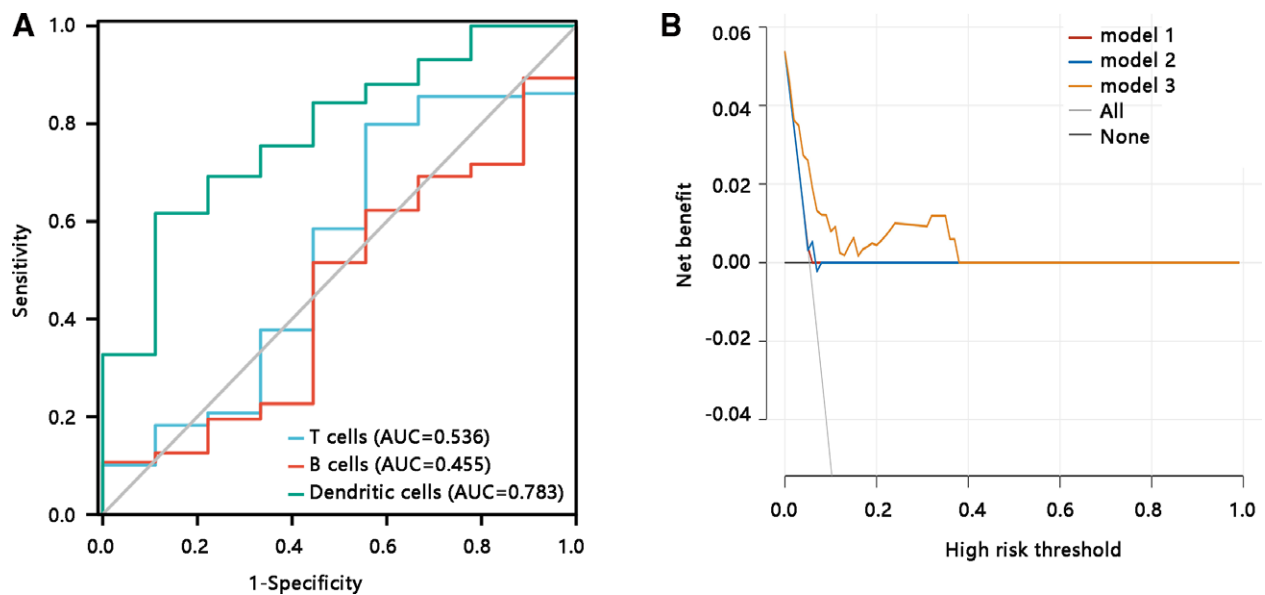 A
Sensitivity
1.0
0.8
0.6
0.4
0.2
0.0
T cells (AUC=0.536)
B cells (AUC=0.455)
Dendritic cells (AUC=0.783)
0.0 0.2 0.4 0.6 0.8 1.0
1-Specificity
B
Net benefit
0.06
0.04
0.02
0.00
-0.02
-0.04
model 1
model 2
model 3
All
None
0.0 0.2 0.4 0.6 0.8 1.0
High risk threshold